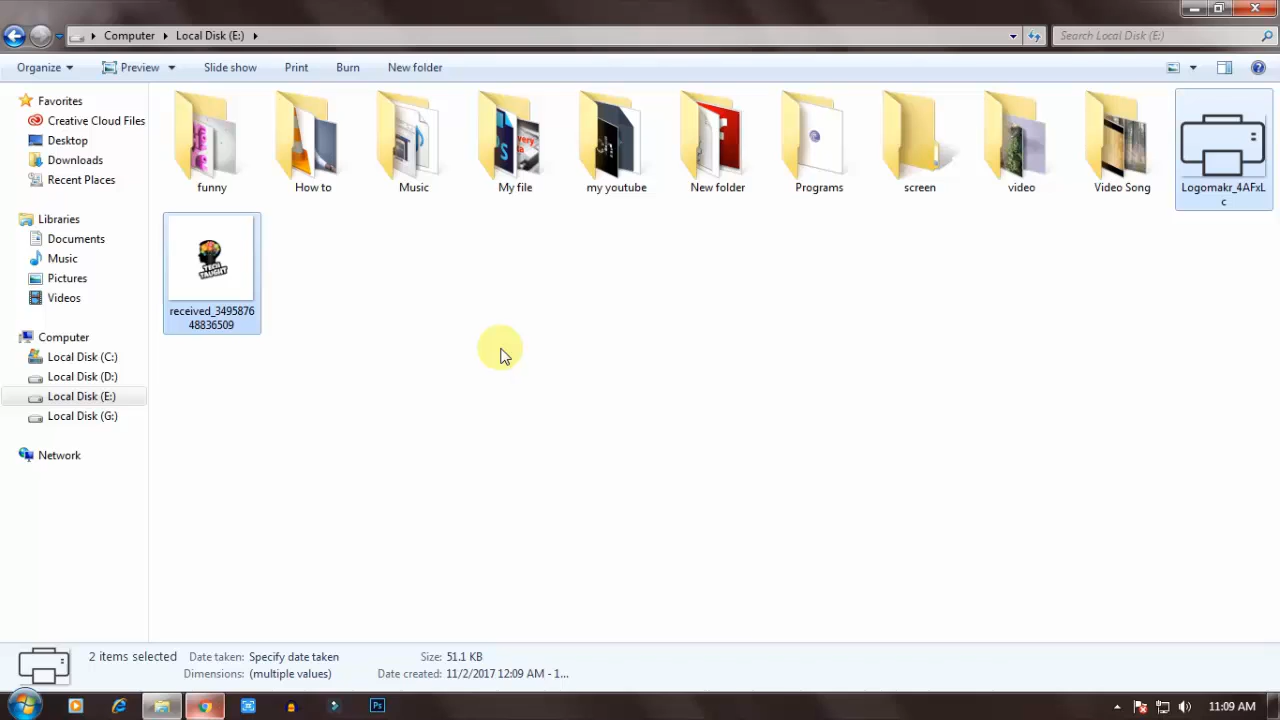 Computer
Local Disk (E:)
Search Local Disk (E:)
Organize
Preview
Slide show
Print
Burn
New folder
Favorites
Creative Cloud Files
Desktop
Downloads
Recent Places
Libraries
Documents
Music
Pictures
Videos
Computer
Local Disk (C:)
Local Disk (D:)
Local Disk (E:)
Local Disk (G:)
Network
funny
How to
Music
My file
my youtube
New folder
Programs
screen
video
Video Song
Logomakr_4AFxL
c
TECH
TAUGHT
received_3495876
48836509
2 items selected
Date taken: Specify date taken
Dimensions: (multiple values)
Size: 51.1 KB
Date created: 11/2/2017 12:09 AM - 1...
Ps
11:09 AM